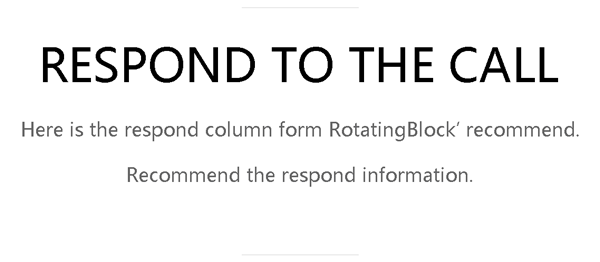 RESPOND TO THE CALL
Here is the respond column form RotatingBlock’ recommend.
Recommend the respond information.